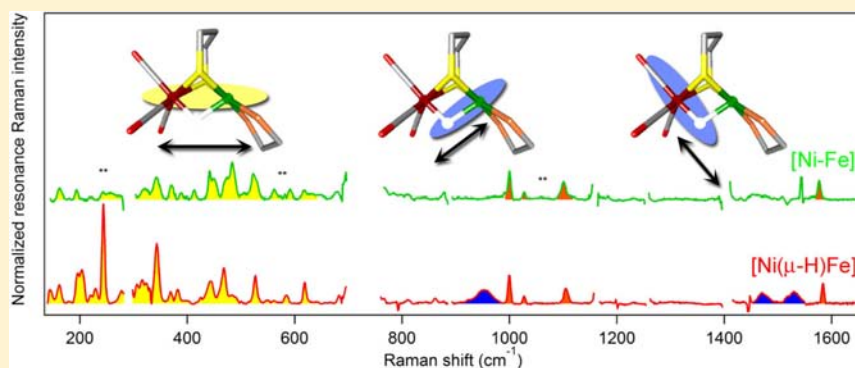 Normalized resonance Raman intensity
** ** **
[Ni-Fe]
[Ni(μ-H)Fe]
200 400 600 800 1000 1200 1400 1600
Raman shift (cm⁻¹)